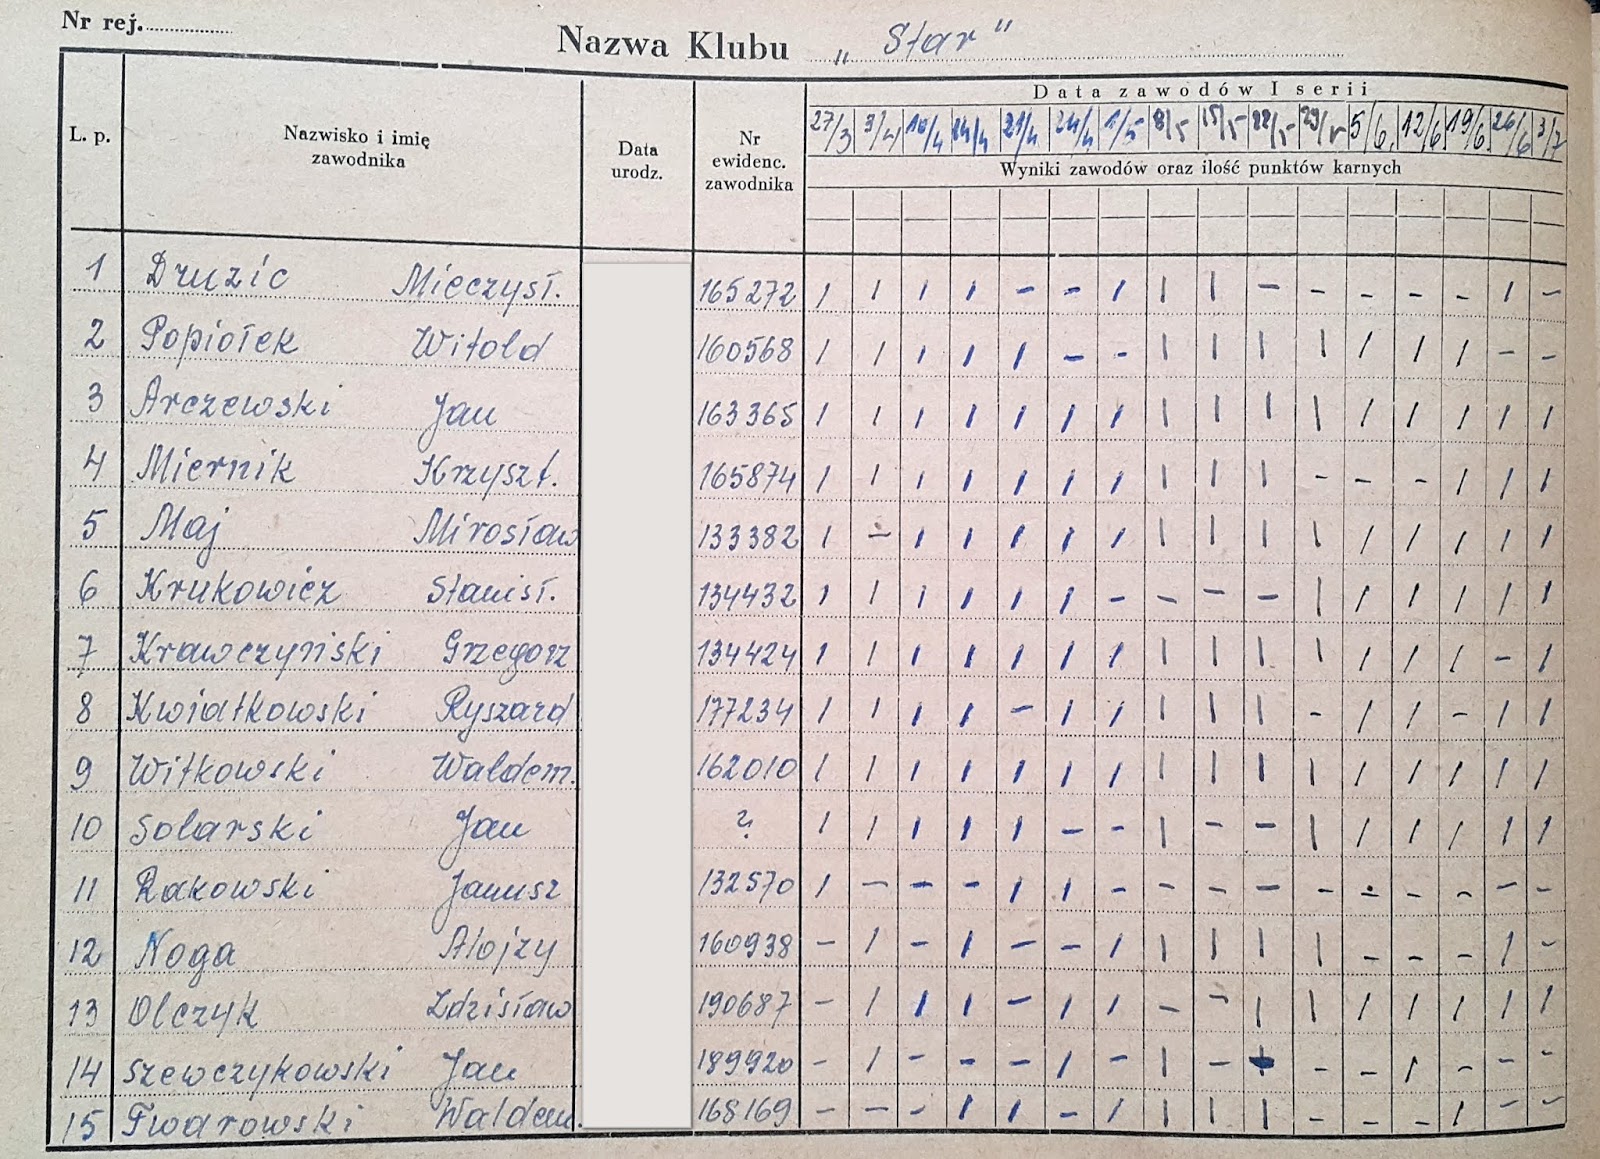 Nr rej.
Nazwa Klubu „Star"
Data zawodów I serii
L. p. Nazwisko i imię zawodnika Data urodz. Nr ewidenc. zawodnika 27/3 3/4 10/4 14/4 21/4 24/4 1/5 8/5 15/5 22/5 29/5 5/6. 12/6 19/6 26/6 3/7
Wyniki zawodów oraz ilość punktów karnych
1 Druzic Mieczysł. 165272 / / / / – – / / / – – – – – / –
2 Popiołek Witold 160568 / / / / / – – / / / / / / / – –
3 Arczewski Jan 163365 / / / / / / / / / / / / / / / /
4 Miernik Krzyszt. 165874 / / / / / / / / / / – – – / / /
5 Maj Mirosław 133382 / – / / / / / / / / / / / / / /
6 Krukowicz Stanisł. 134432 / / / / / / – – – – / / / / / /
7 Krawczyński Grzegorz 134424 / / / / / / / / / / / / / / – /
8 Kwiatkowski Ryszard 177234 / / / / – / / / / / – / / – / /
9 Witkowski Waldem. 162010 / / / / / / / / / / / / / / / /
10 Solarski Jan ? / / / / / – – / – – / / / / / /
11 Rakowski Janusz 132570 / – – – / / – – – – – – – – – –
12 Noga Alojzy 160938 – / – / – – / / / / / – – – / –
13 Olczyk Zdzisław 190687 – / / / – / / – – / / / / / / /
14 Szewczykowski Jan 189920 – / – – – / – / – – – / – – –
15 Twarowski Waldem. 168169 – – – / / – / / / / – – – / – –